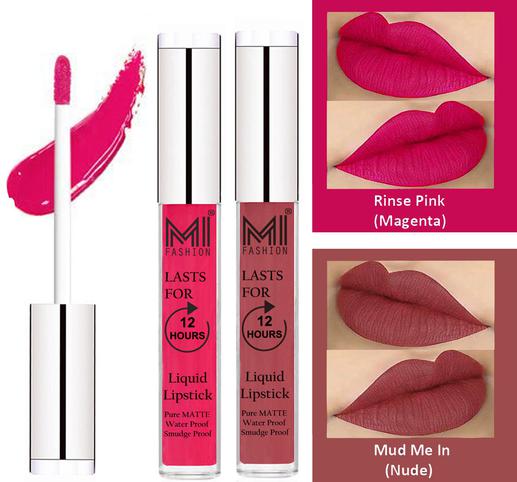 MI®
FASHION
LASTS
FOR
12
HOURS
Liquid
Lipstick
Pure MATTE
Water Proof
Smudge Proof
MI®
FASHION
LASTS
FOR
12
HOURS
Liquid
Lipstick
Pure MATTE
Water Proof
Smudge Proof
Rinse Pink
(Magenta)
Mud Me In
(Nude)